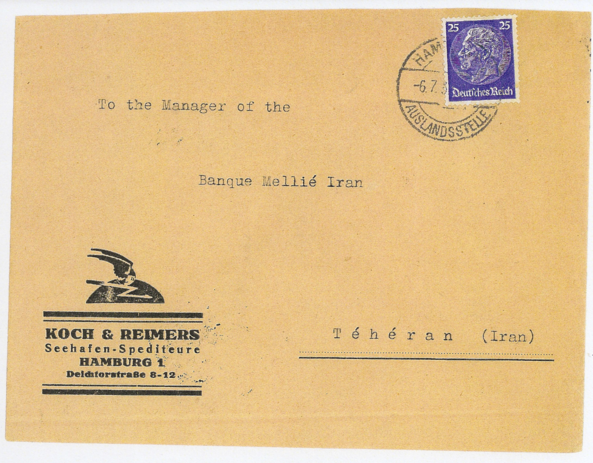 25 25
Deutsches Reich
HAM
-6.7.3
AUSLANDSSTELLE
To the Manager of the
Banque Mellié Iran
KOCH & REIMERS
Seehafen-Spediteure
HAMBURG 1
Deichtorstraße 8-12
Téhéran (Iran)